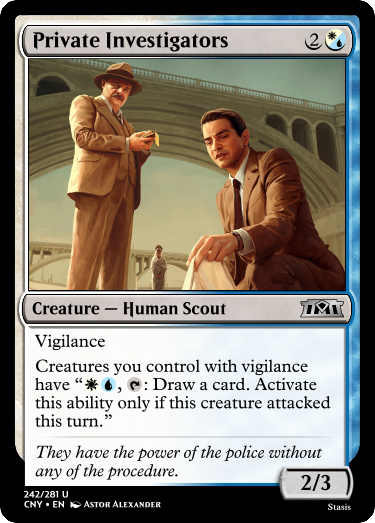 Private Investigators 2
Creature — Human Scout
Vigilance
Creatures you control with vigilance
have “, : Draw a card. Activate
this ability only if this creature attacked
this turn.”
They have the power of the police without
any of the procedure.
2/3
242/281 U
CNY • EN Astor Alexander
Stasis